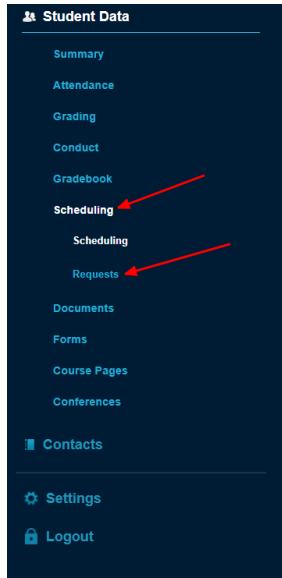 Student Data
Summary
Attendance
Grading
Conduct
Gradebook
Scheduling
Scheduling
Requests
Documents
Forms
Course Pages
Conferences
Contacts
Settings
Logout